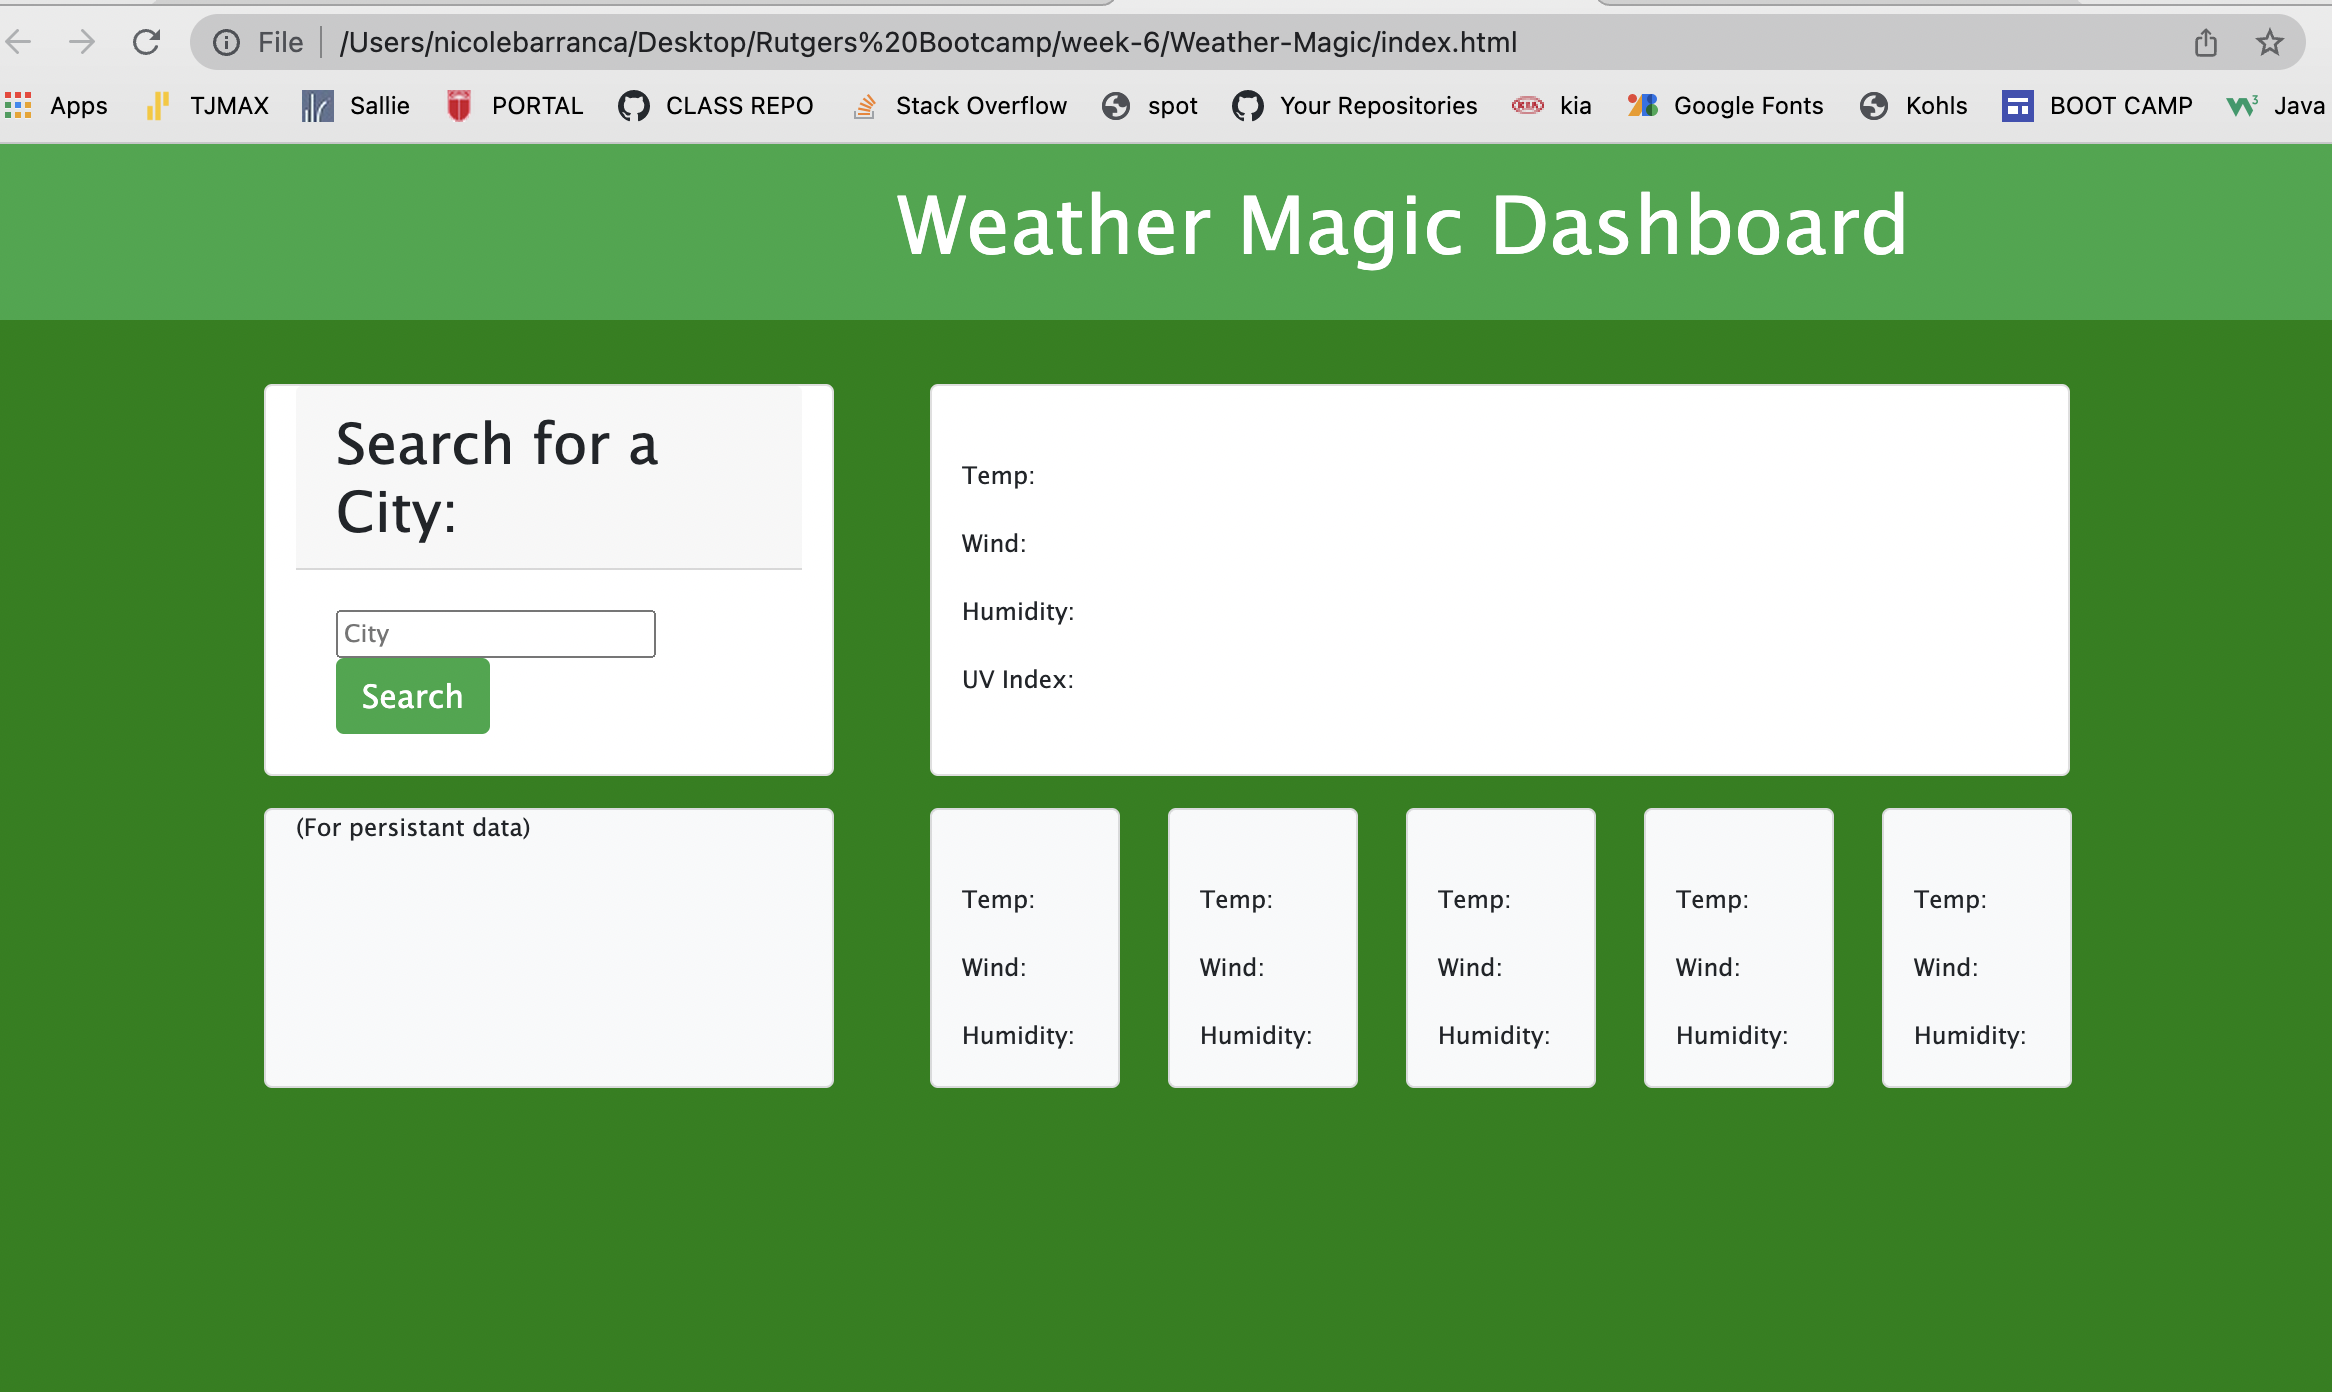 File /Users/nicolebarranca/Desktop/Rutgers%20Bootcamp/week-6/Weather-Magic/index.html
Apps TJMAX Sallie PORTAL CLASS REPO Stack Overflow spot Your Repositories KIA kia Google Fonts Kohls BOOT CAMP W3 Java
Weather Magic Dashboard
Search for a
City:
City
Search
Temp:
Wind:
Humidity:
UV Index:
(For persistant data)
Temp:
Wind:
Humidity:
Temp:
Wind:
Humidity:
Temp:
Wind:
Humidity:
Temp:
Wind:
Humidity:
Temp:
Wind:
Humidity: